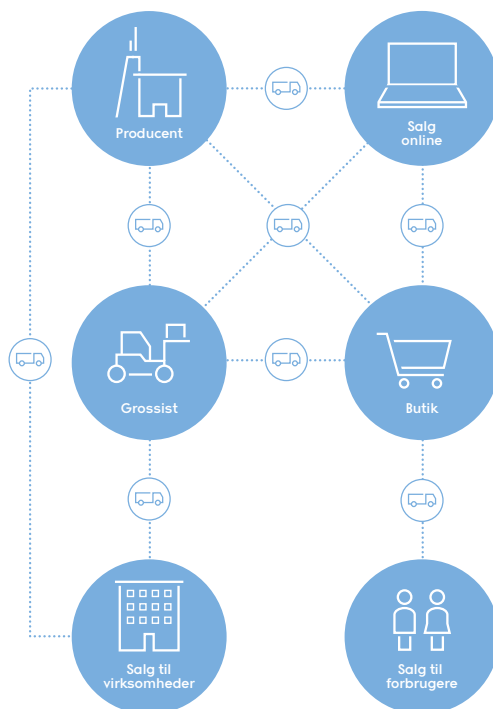 Producent
Salg
online
Grossist
Butik
Salg til
virksomheder
Salg til
forbrugere